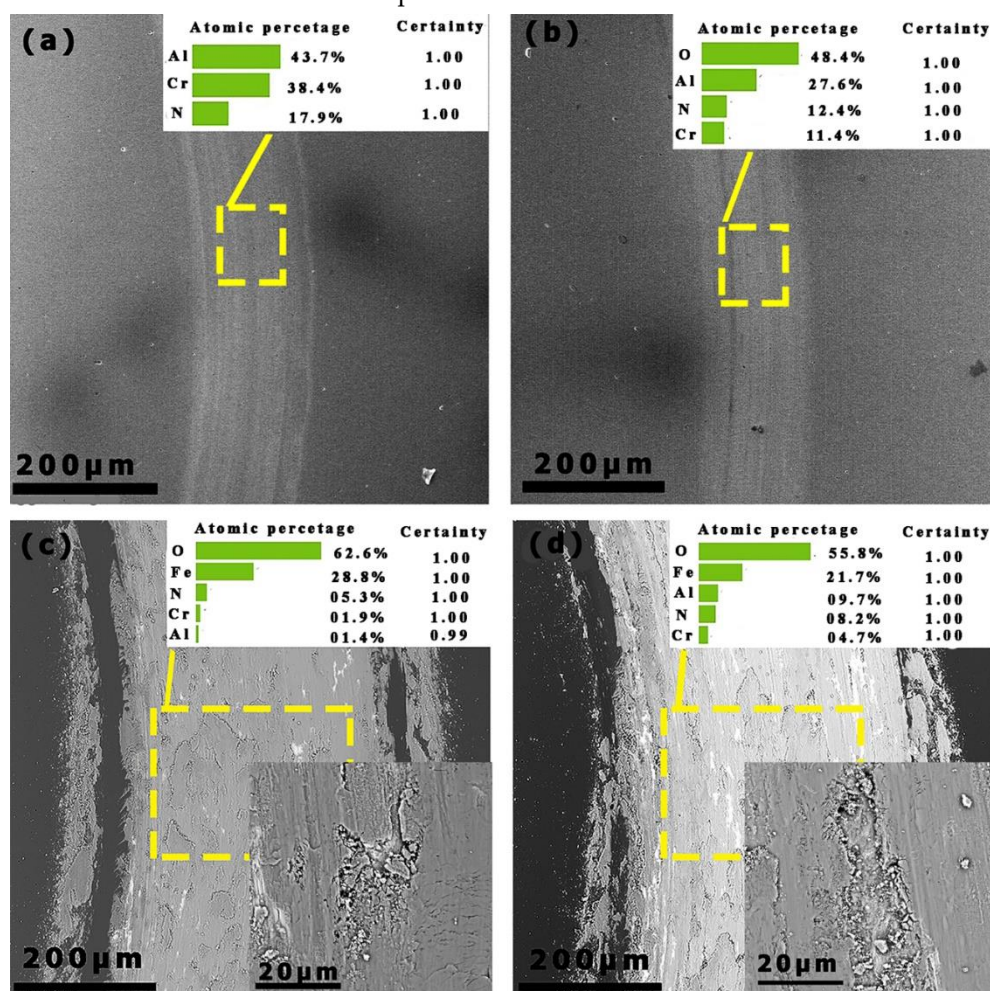 (a)
Atomic percetage Certainty
Al 43.7% 1.00
Cr 38.4% 1.00
N 17.9% 1.00
200µm
(b)
Atomic percetage Certainty
O 48.4% 1.00
Al 27.6% 1.00
N 12.4% 1.00
Cr 11.4% 1.00
200µm
(c)
Atomic percetage Certainty
O 62.6% 1.00
Fe 28.8% 1.00
N 05.3% 1.00
Cr 01.9% 1.00
Al 01.4% 0.99
200µm
20µm
(d)
Atomic percetage Certainty
O 55.8% 1.00
Fe 21.7% 1.00
Al 09.7% 1.00
N 08.2% 1.00
Cr 04.7% 1.00
200µm
20µm